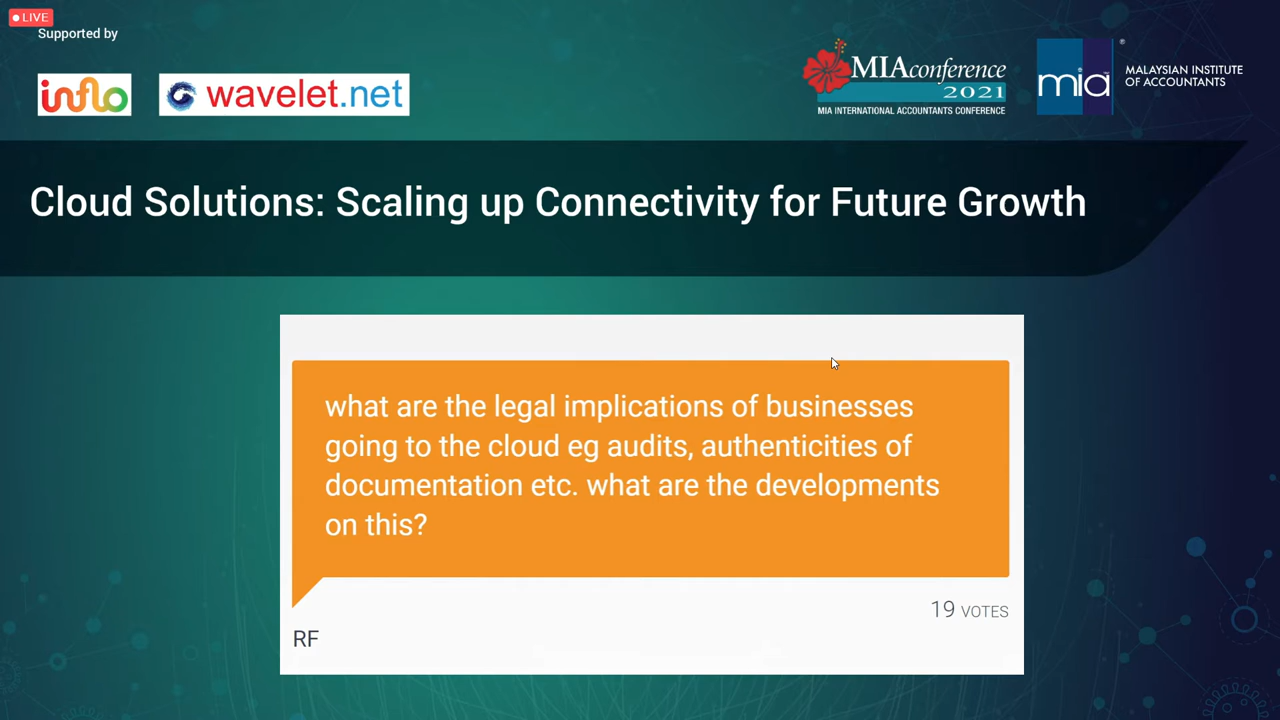 LIVE
Supported by
inflo
wavelet.net
MIAconference
2021
MIA INTERNATIONAL ACCOUNTANTS CONFERENCE
mia
®
MALAYSIAN INSTITUTE
OF ACCOUNTANTS
Cloud Solutions: Scaling up Connectivity for Future Growth
what are the legal implications of businesses
going to the cloud eg audits, authenticities of
documentation etc. what are the developments
on this?
19 VOTES
RF